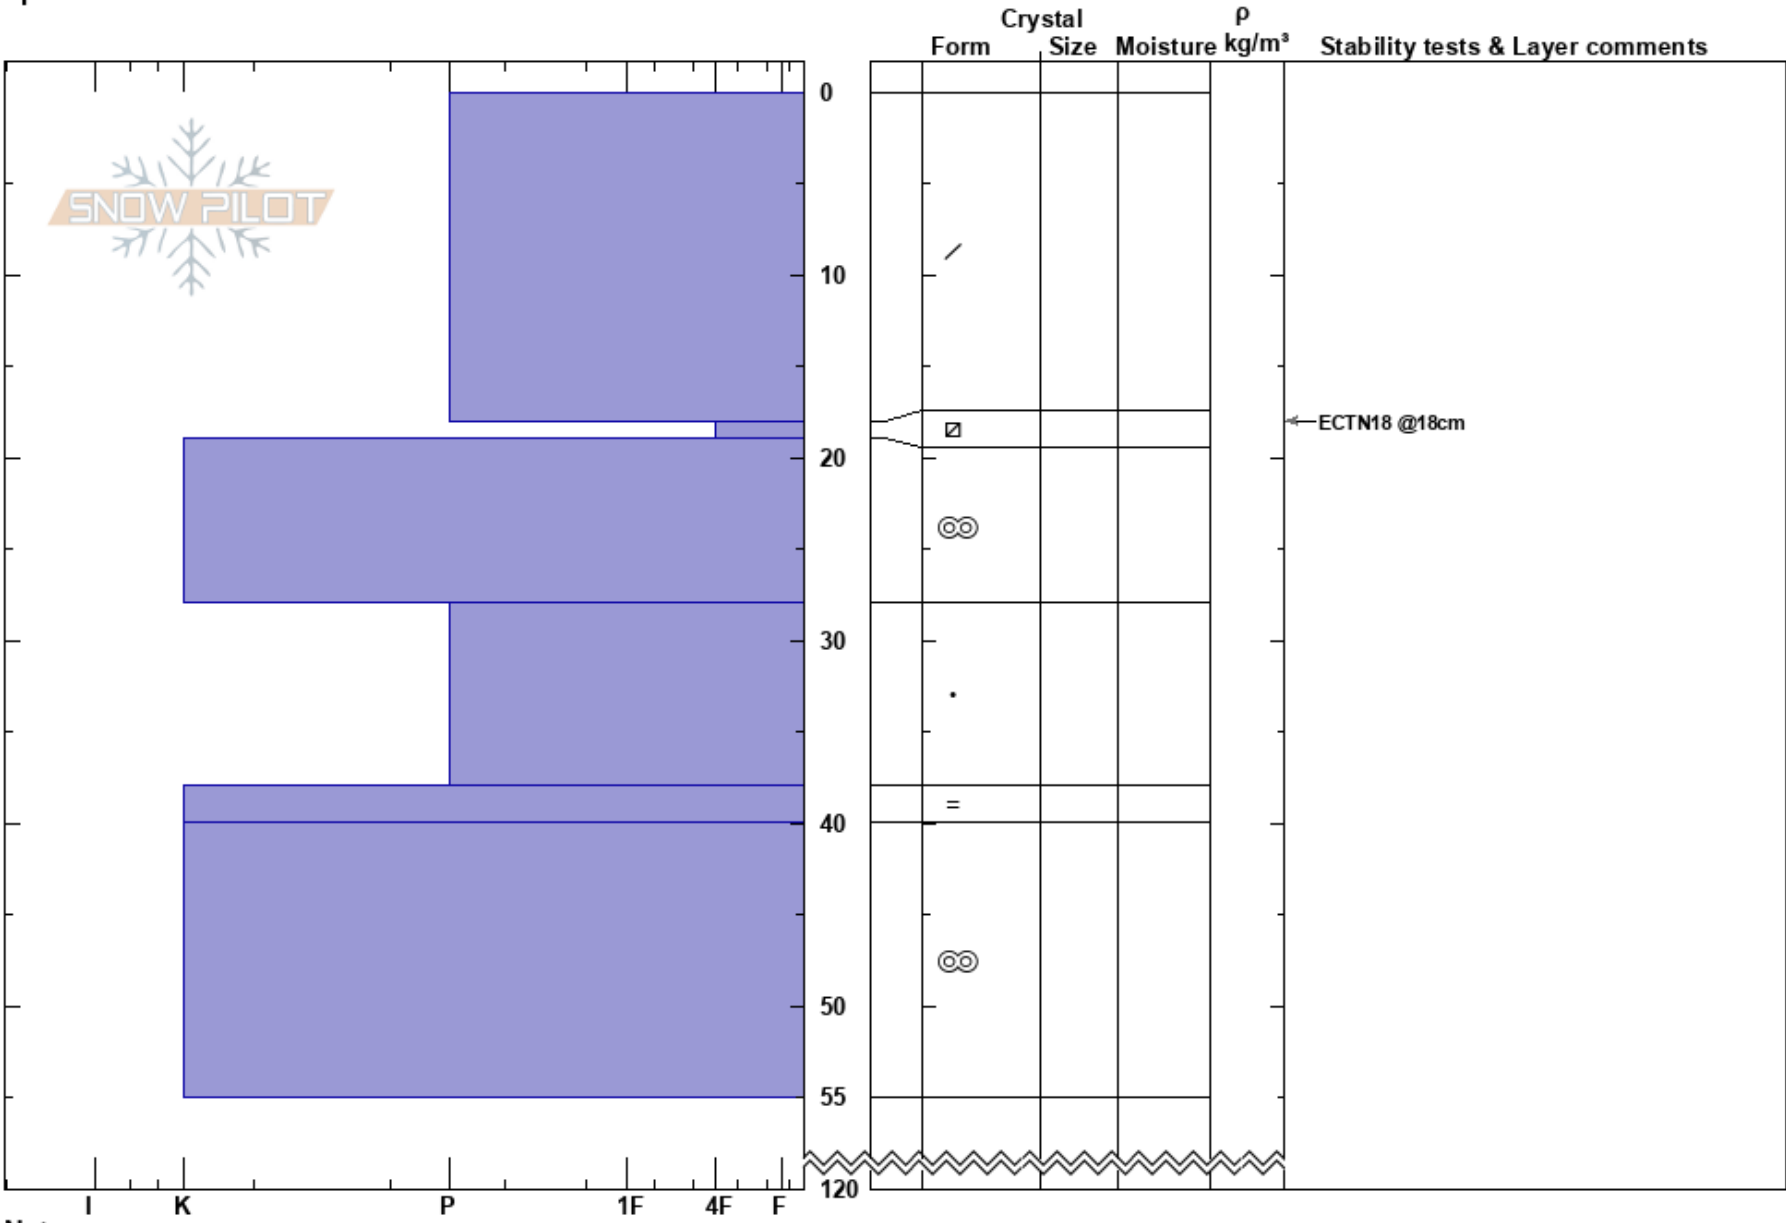 Crystal
ρ
Form Size Moisture kg/m³ Stability tests & Layer comments
0
SNOW PILOT
10
ECTN18 @18cm
20
30
40
50
55
120
I K P 1F 4F F